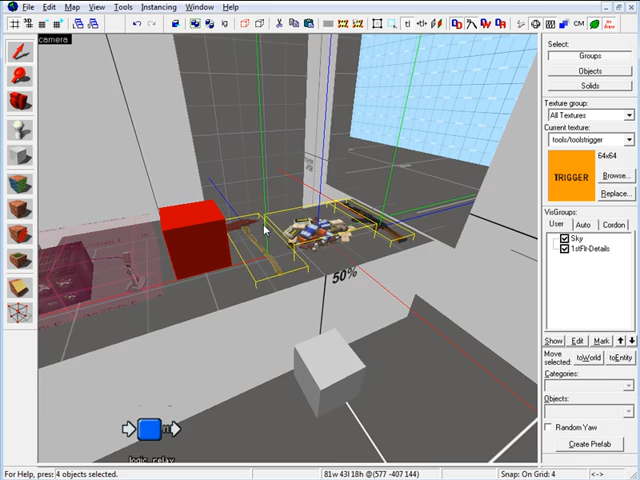 File Edit Map View Tools Instancing Window Help
3D
CM
camera
50%
logic_relay
Select:
Groups
Objects
Solids
Texture group:
All Textures
Current texture:
tools/toolstrigger
64x64
TRIGGER
Browse...
Replace...
VisGroups:
User Auto Cordon
Sky
1stFlr-Details
Show Edit Mark
Move selected: toWorld toEntity
Categories:
Objects:
Random Yaw
Create Prefab
For Help, press 4 objects selected.
81w 43l 18h @(577 -407 144)
Snap: On Grid: 4
<->